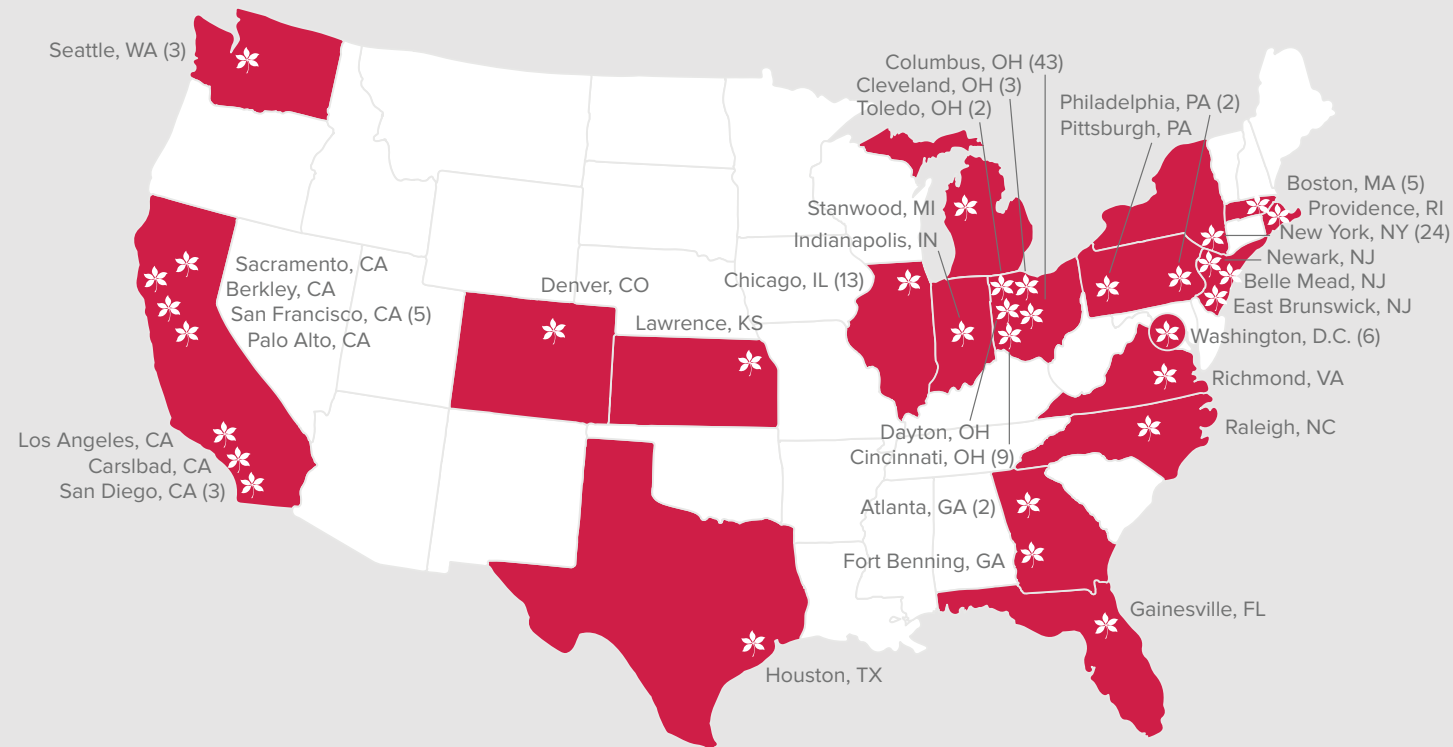 Seattle, WA (3)
Columbus, OH (43)
Cleveland, OH (3)
Toledo, OH (2)
Philadelphia, PA (2)
Pittsburgh, PA
Boston, MA (5)
Providence, RI
New York, NY (24)
Newark, NJ
Belle Mead, NJ
East Brunswick, NJ
Washington, D.C. (6)
Richmond, VA
Raleigh, NC
Stanwood, MI
Indianapolis, IN
Chicago, IL (13)
Sacramento, CA
Berkley, CA
San Francisco, CA (5)
Palo Alto, CA
Denver, CO
Lawrence, KS
Los Angeles, CA
Carslbad, CA
San Diego, CA (3)
Dayton, OH
Cincinnati, OH (9)
Atlanta, GA (2)
Fort Benning, GA
Gainesville, FL
Houston, TX